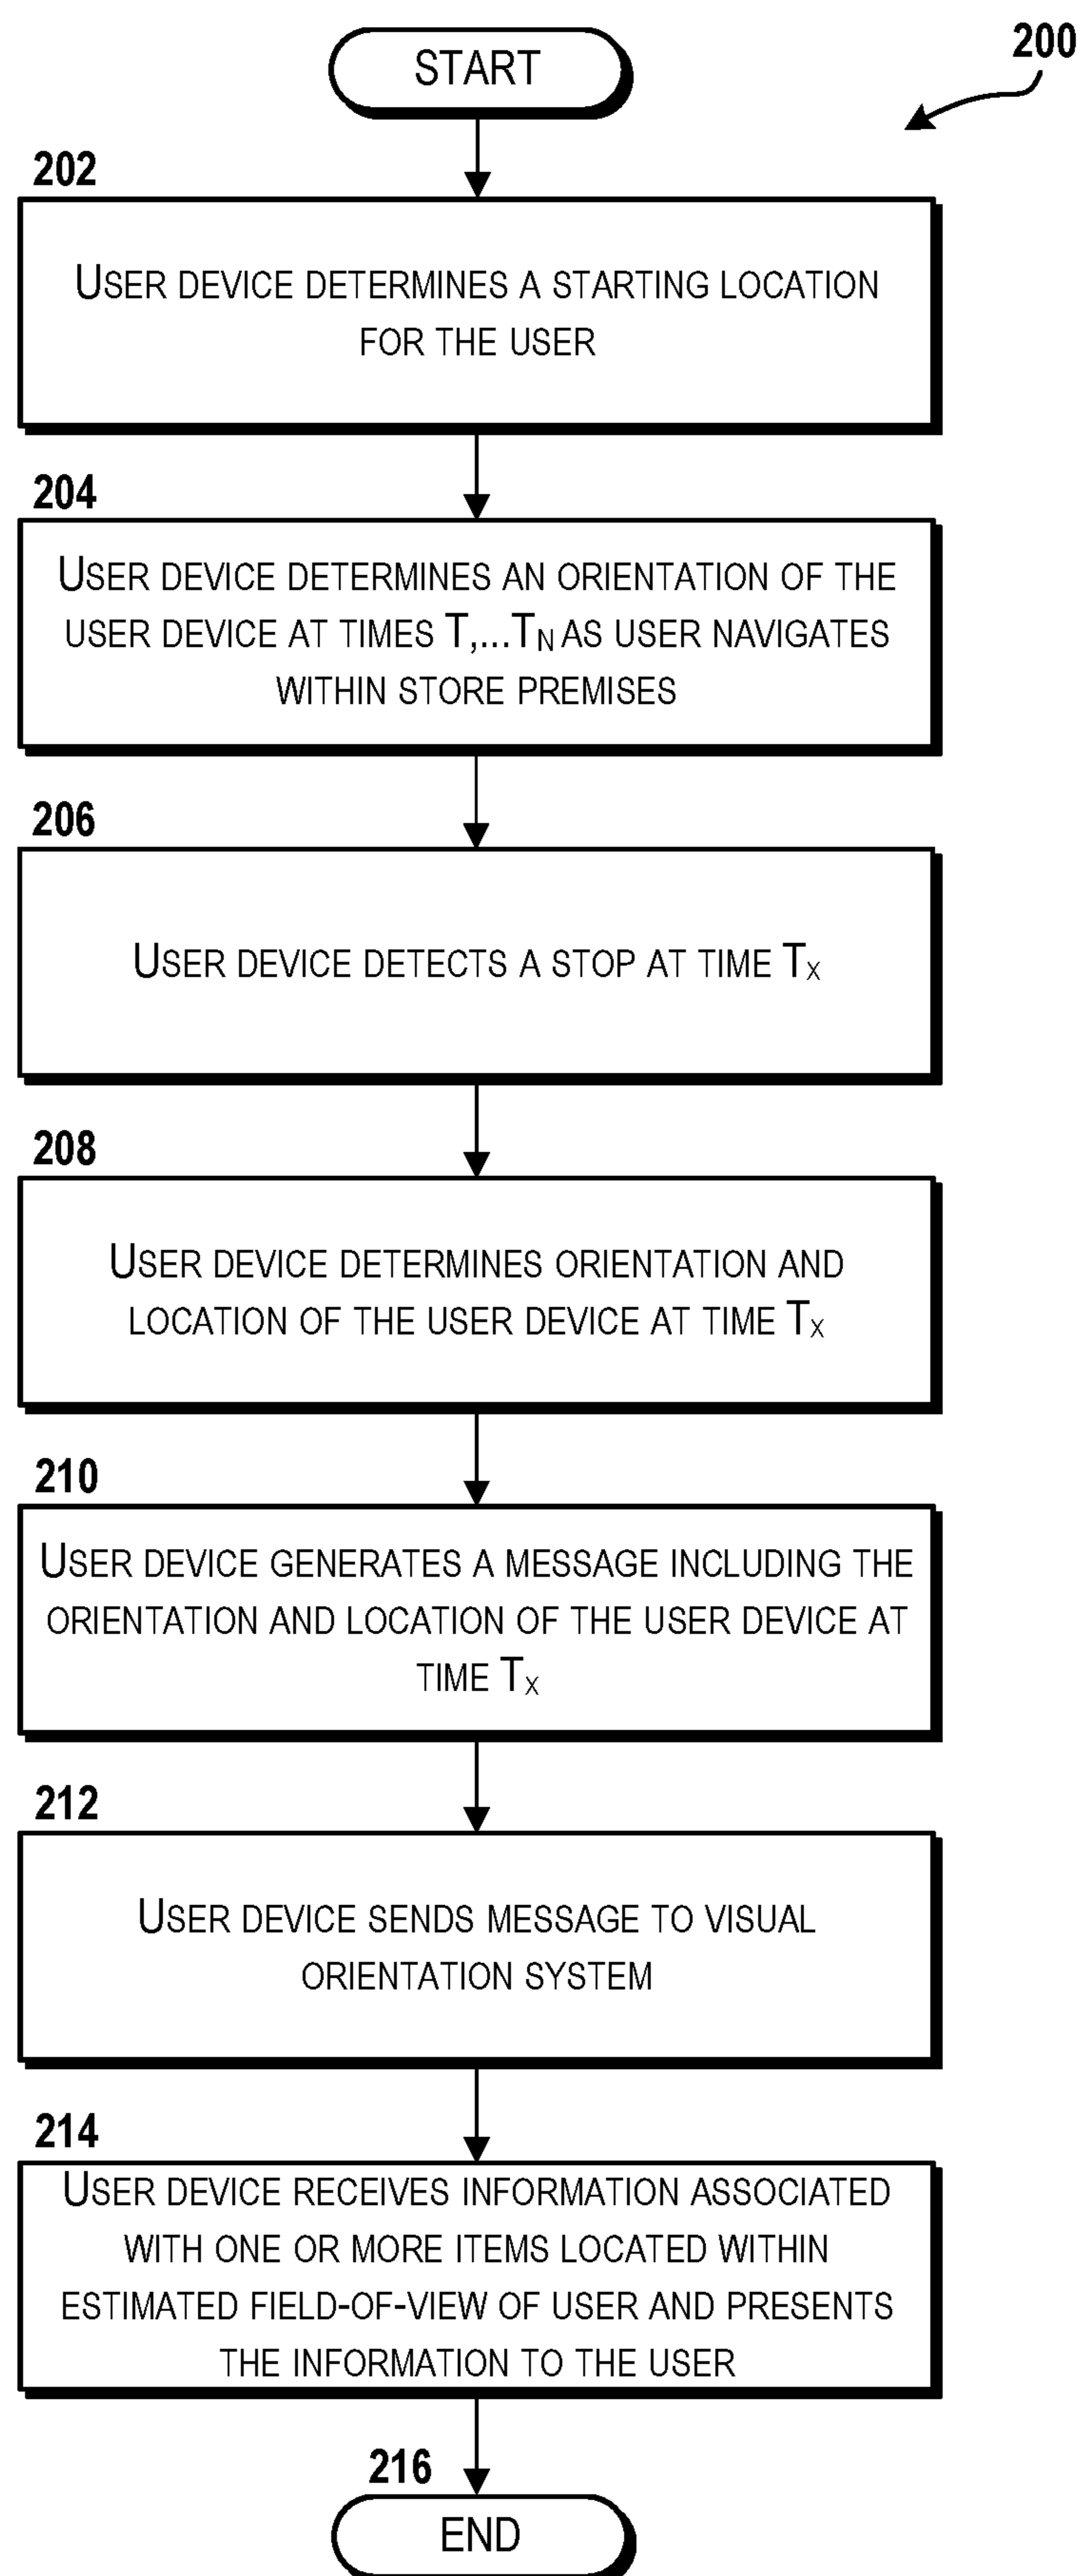 START
200
202
USER DEVICE DETERMINES A STARTING LOCATION
FOR THE USER
204
USER DEVICE DETERMINES AN ORIENTATION OF THE
USER DEVICE AT TIMES T,...TN AS USER NAVIGATES
WITHIN STORE PREMISES
206
USER DEVICE DETECTS A STOP AT TIME TX
208
USER DEVICE DETERMINES ORIENTATION AND
LOCATION OF THE USER DEVICE AT TIME TX
210
USER DEVICE GENERATES A MESSAGE INCLUDING THE
ORIENTATION AND LOCATION OF THE USER DEVICE AT
TIME TX
212
USER DEVICE SENDS MESSAGE TO VISUAL
ORIENTATION SYSTEM
214
USER DEVICE RECEIVES INFORMATION ASSOCIATED
WITH ONE OR MORE ITEMS LOCATED WITHIN
ESTIMATED FIELD-OF-VIEW OF USER AND PRESENTS
THE INFORMATION TO THE USER
216
END